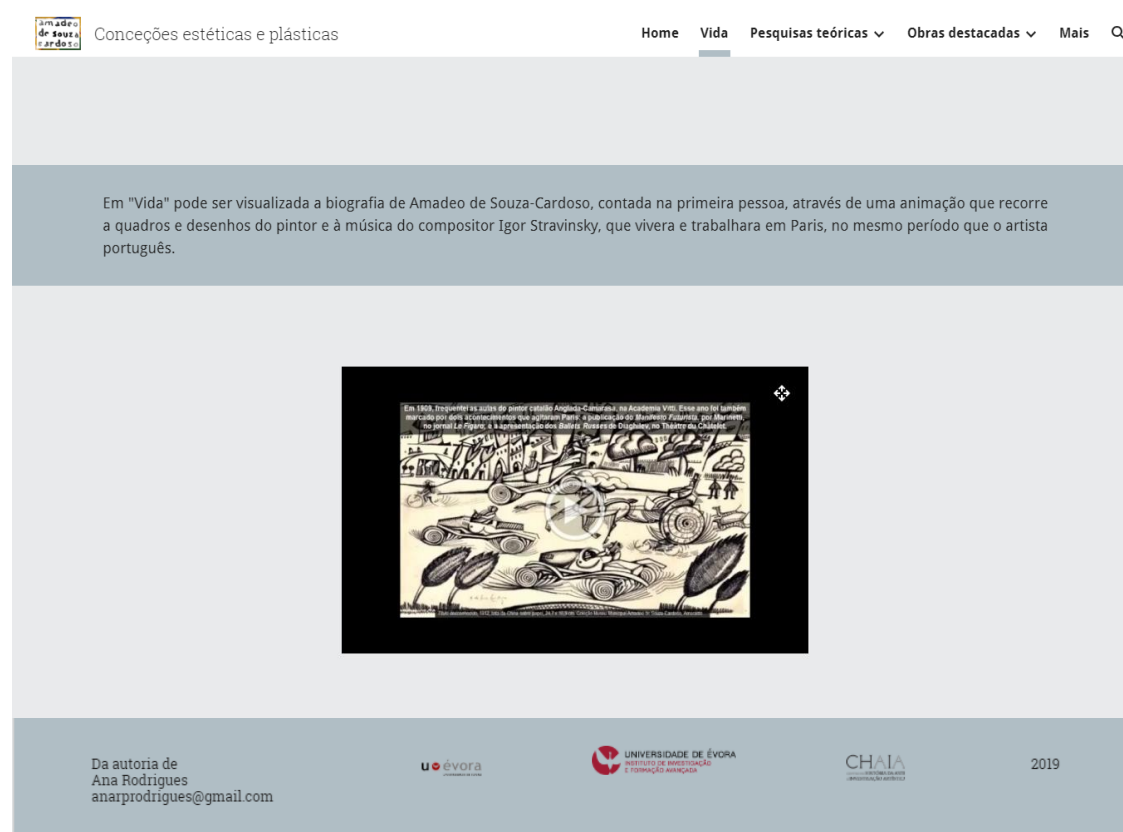 amadeo
de souza
cardoso
Conceções estéticas e plásticas
Home Vida Pesquisas teóricas Obras destacadas Mais
Em "Vida" pode ser visualizada a biografia de Amadeo de Souza-Cardoso, contada na primeira pessoa, através de uma animação que recorre
a quadros e desenhos do pintor e à música do compositor Igor Stravinsky, que vivera e trabalhara em Paris, no mesmo período que o artista
português.
Em 1909, frequentei as aulas do pintor catalão Anglada-Camarasa, na Academia Vitti. Esse ano foi também
marcado por dois acontecimentos que agitaram Paris: a publicação do Manifesto Futurista, por Marinetti,
no jornal Le Figaro; e a apresentação dos Ballets Russes de Diaghilev, no Théatre du Châtelet.
Da autoria de
Ana Rodrigues
anarprodrigues@gmail.com
u évora
UNIVERSIDADE DE ÉVORA
INSTITUTO DE INVESTIGAÇÃO
E FORMAÇÃO AVANÇADA
CHAIA
2019